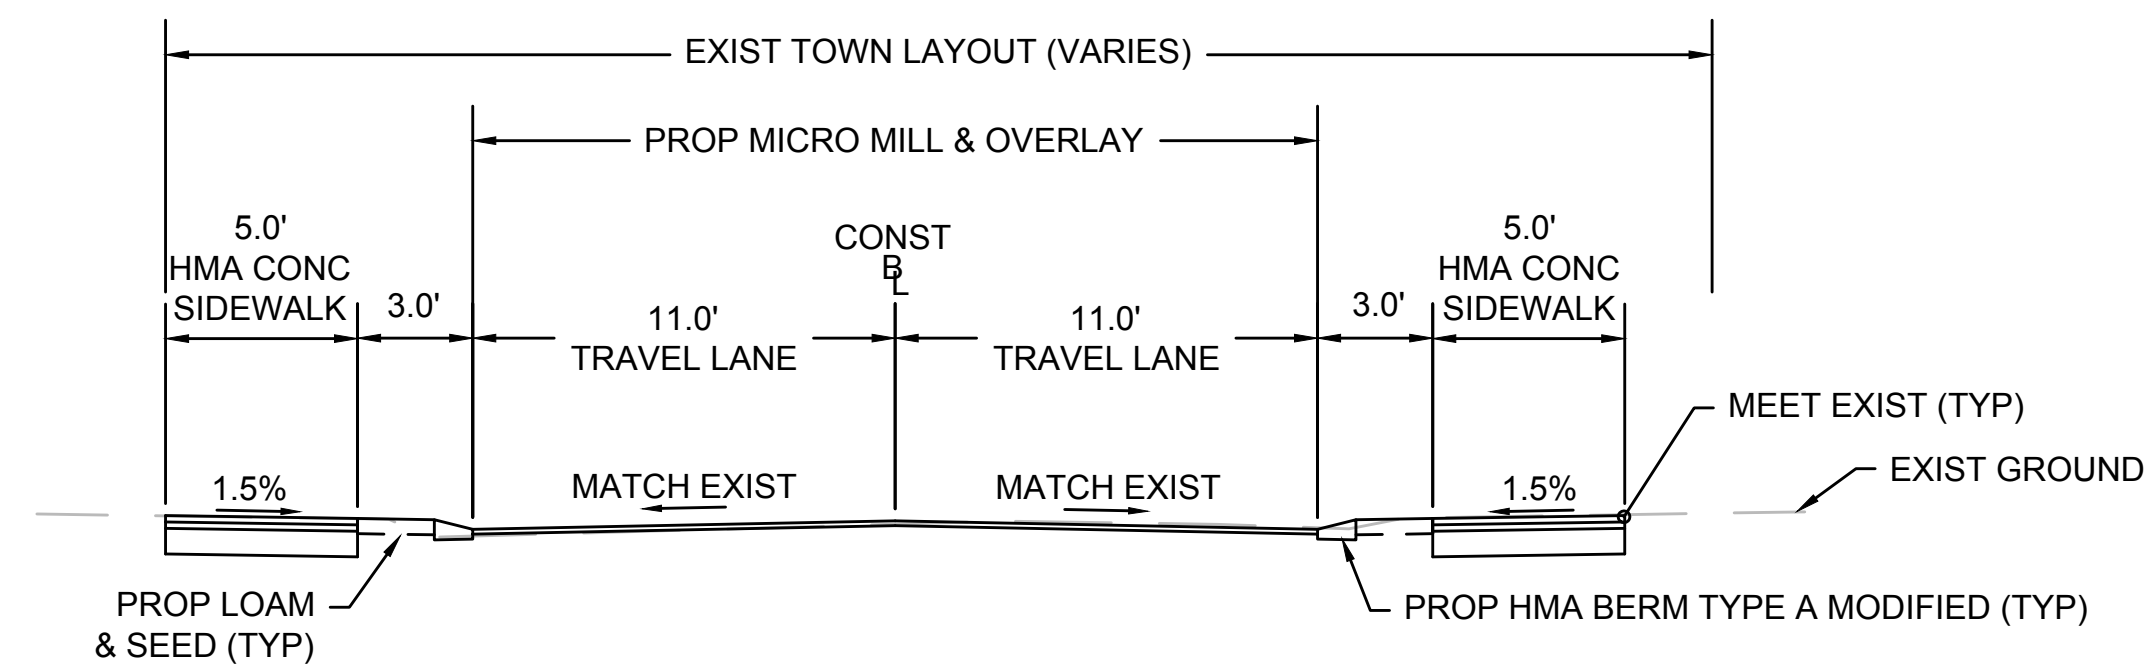 EXIST TOWN LAYOUT (VARIES)
PROP MICRO MILL & OVERLAY
5.0'
HMA CONC
SIDEWALK
3.0'
11.0'
TRAVEL LANE
CONST
B
L
11.0'
TRAVEL LANE
3.0'
5.0'
HMA CONC
SIDEWALK
MEET EXIST (TYP)
EXIST GROUND
1.5%
MATCH EXIST
MATCH EXIST
1.5%
PROP LOAM
& SEED (TYP)
PROP HMA BERM TYPE A MODIFIED (TYP)